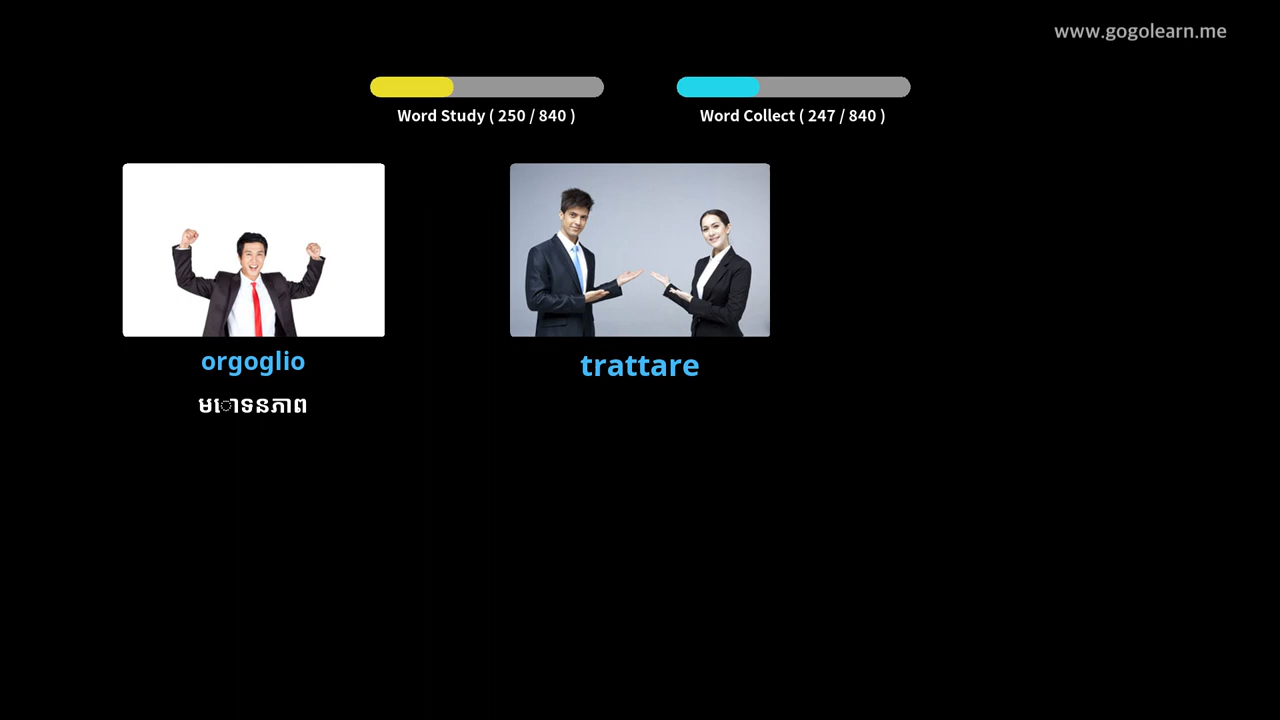 www.gogolearn.me
Word Study ( 250 / 840 )
Word Collect ( 247 / 840 )
orgoglio
មោទនភាព
trattare